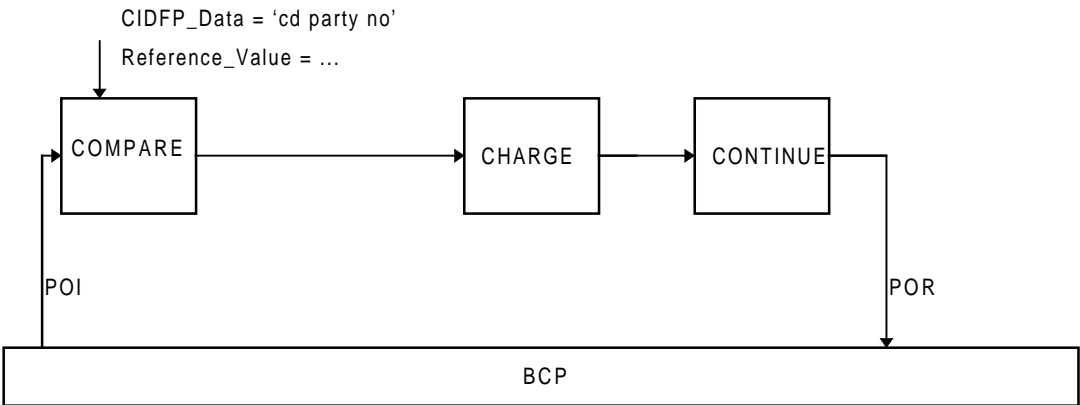 CIDFP_Data = ‘cd party no’
Reference_Value = ...
COMPARE
CHARGE
CONTINUE
POI
POR
BCP